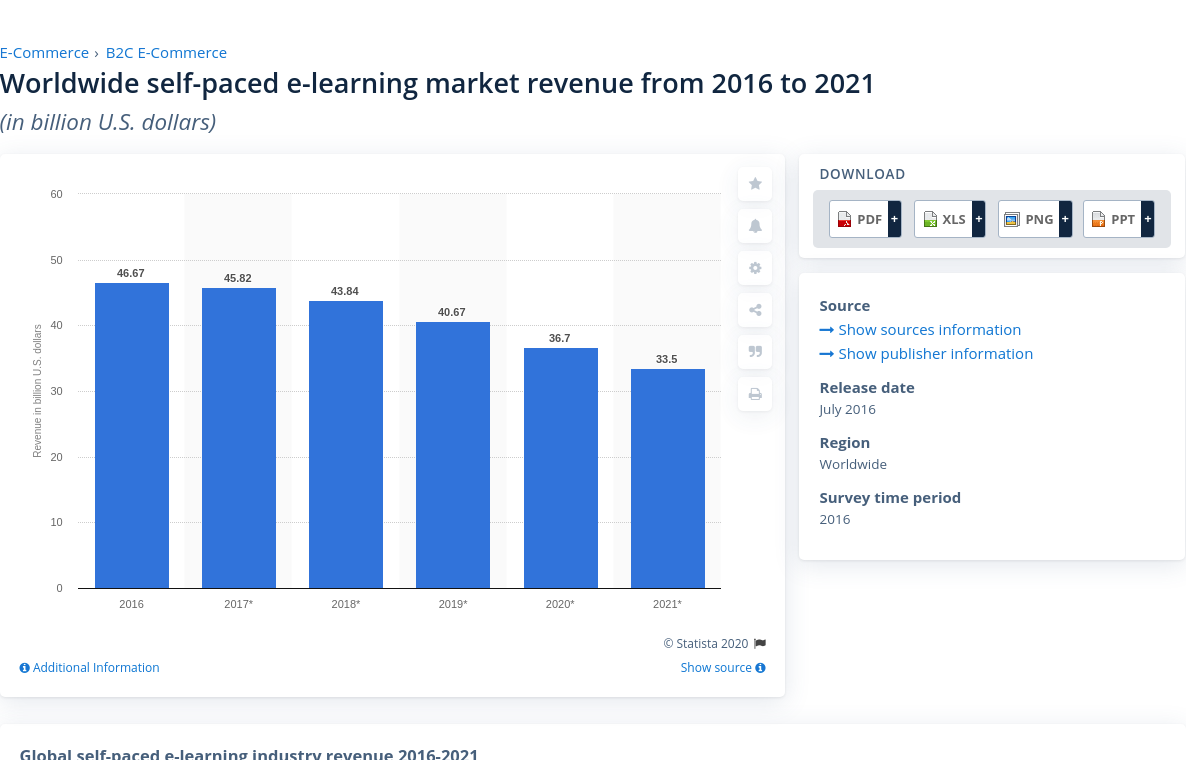 E-Commerce › B2C E-Commerce
Worldwide self-paced e-learning market revenue from 2016 to 2021
(in billion U.S. dollars)
DOWNLOAD
PDF +
XLS +
PNG +
PPT +
60
50
40
30
20
10
0
Revenue in billion U.S. dollars
46.67
45.82
43.84
40.67
36.7
33.5
2016
2017*
2018*
2019*
2020*
2021*
© Statista 2020
Additional Information
Show source
Source
Show sources information
Show publisher information
Release date
July 2016
Region
Worldwide
Survey time period
2016
Global self-paced e-learning industry revenue 2016-2021